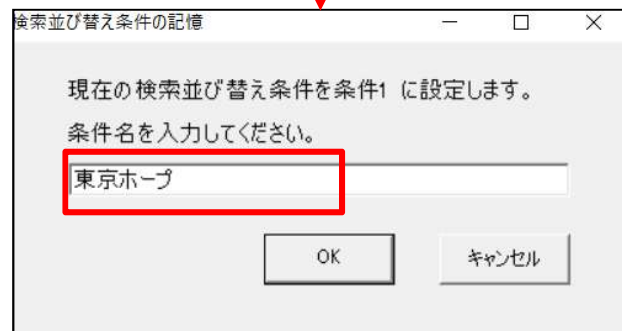 検索並び替え条件の記憶
現在の検索並び替え条件を条件1 に設定します。
条件名を入力してください。
東京ホープ
OK
キャンセル